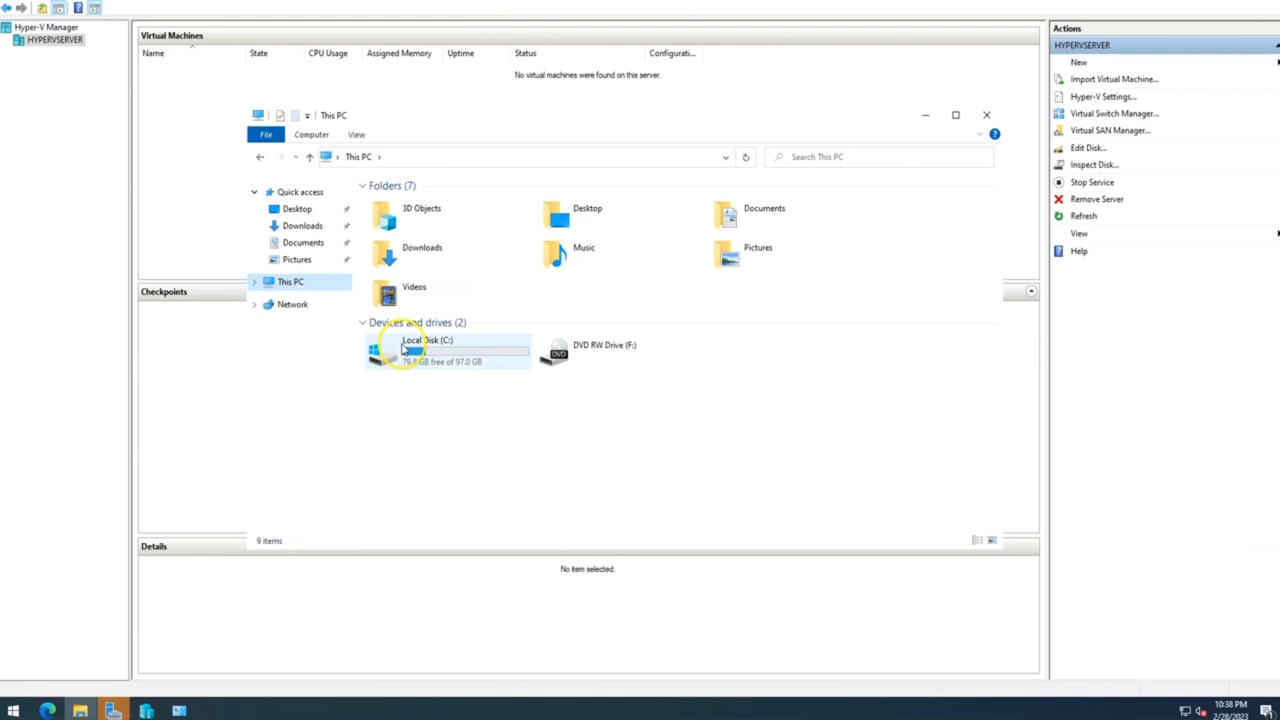 Hyper-V Manager
HYPERVSERVER
Virtual Machines
Name State CPU Usage Assigned Memory Uptime Status Configurati...
No virtual machines were found on this server.
This PC
File Computer View
This PC
Search This PC
Quick access
Desktop
Downloads
Documents
Pictures
This PC
Network
Folders (7)
3D Objects Desktop Documents
Downloads Music Pictures
Videos
Devices and drives (2)
Local Disk (C:)
79.8 GB free of 97.0 GB
DVD RW Drive (F:)
DVD
9 items
Checkpoints
Details
No item selected.
Actions
HYPERVSERVER
New
Import Virtual Machine...
Hyper-V Settings...
Virtual Switch Manager...
Virtual SAN Manager...
Edit Disk...
Inspect Disk...
Stop Service
Remove Server
Refresh
View
Help
10:38 PM
2/28/2023